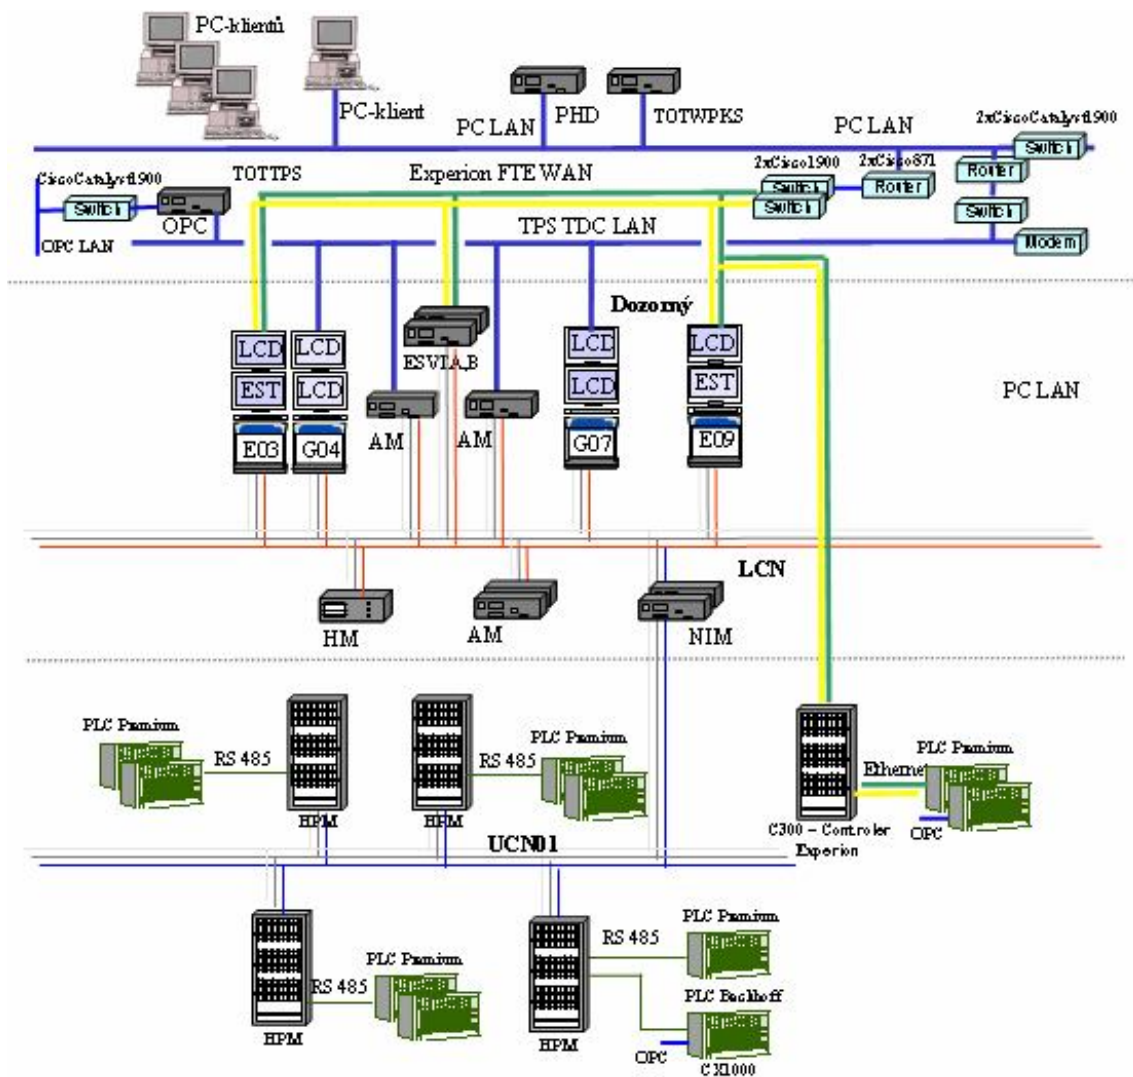 PC-klientů
PC-klient
PC LAN
PHD
TOTWPKS
PC LAN
2xCiscoCatalyst1900
Switch
CiscoCatalyst1900
TOTTPS
Experion FTE WAN
2xCisco1900
2xCisco871
Router
Switch
OPC
Switch
Switch
Router
Switch
OPC LAN
TPS TDC LAN
Modem
Dozorný
LCD
LCD
LCD
LCD
ESVTA,B
EST
LCD
LCD
EST
PC LAN
E03
G04
AM
AM
G07
E09
LCN
HM
AM
NIM
PLC Premium
RS 485
RS 485
PLC Premium
PLC Premium
Ethernet
HPM
HPM
OPC
C300 – Controler
Experion
UCN01
PLC Premium
RS 485
PLC Premium
RS 485
PLC Beckhoff
HPM
HPM
OPC
CX1000